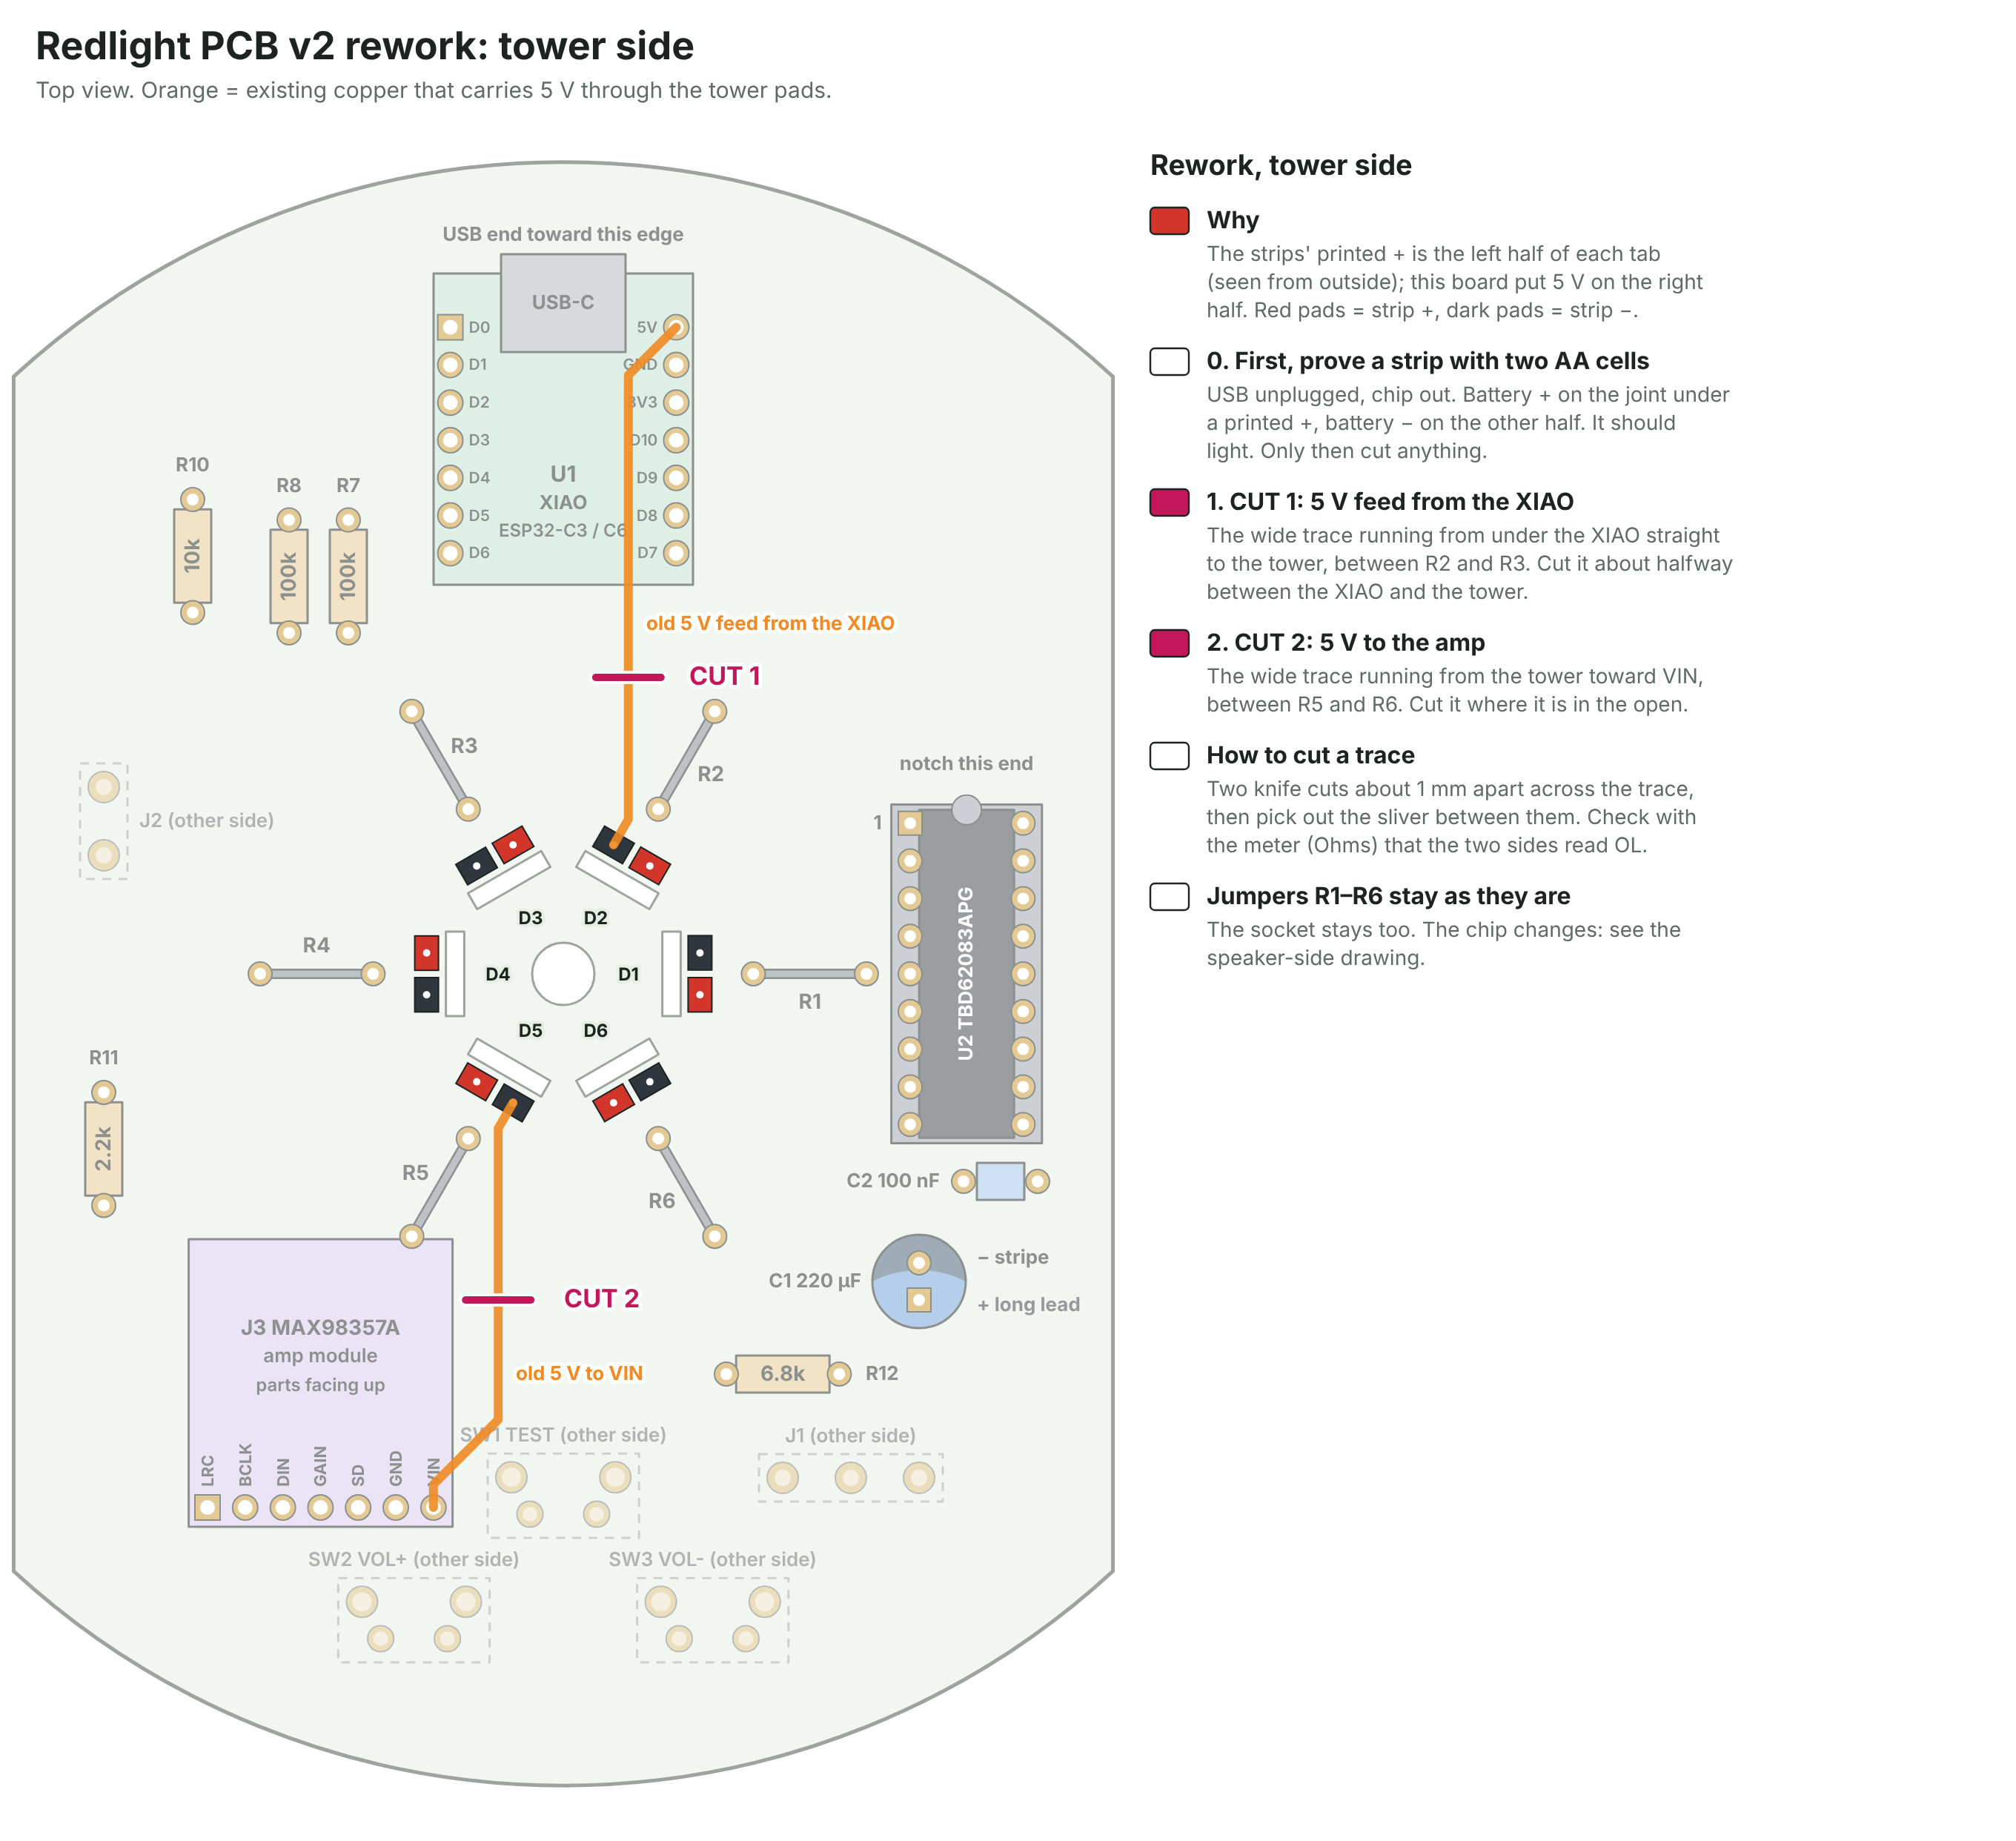 Redlight PCB v2 rework: tower side
Top view. Orange = existing copper that carries 5 V through the tower pads.
USB end toward this edge
USB-C
D0
D1
D2
D3
D4
D5
D6
5V
GND
3V3
D10
D9
D8
D7
U1
XIAO
ESP32-C3 / C6
R10
10k
R8
100k
R7
100k
old 5 V feed from the XIAO
CUT 1
R3
R2
J2 (other side)
notch this end
1
U2 TBD62083APG
D3
D2
D4
D1
D5
D6
R4
R1
R11
2.2k
R5
R6
C2 100 nF
C1 220 µF
– stripe
+ long lead
CUT 2
J3 MAX98357A
amp module
parts facing up
old 5 V to VIN
6.8k
R12
LRC
BCLK
DIN
GAIN
SD
GND
VIN
SW1 TEST (other side)
J1 (other side)
SW2 VOL+ (other side)
SW3 VOL- (other side)
Rework, tower side
Why
The strips' printed + is the left half of each tab
(seen from outside); this board put 5 V on the right
half. Red pads = strip +, dark pads = strip −.
0. First, prove a strip with two AA cells
USB unplugged, chip out. Battery + on the joint under
a printed +, battery − on the other half. It should
light. Only then cut anything.
1. CUT 1: 5 V feed from the XIAO
The wide trace running from under the XIAO straight
to the tower, between R2 and R3. Cut it about halfway
between the XIAO and the tower.
2. CUT 2: 5 V to the amp
The wide trace running from the tower toward VIN,
between R5 and R6. Cut it where it is in the open.
How to cut a trace
Two knife cuts about 1 mm apart across the trace,
then pick out the sliver between them. Check with
the meter (Ohms) that the two sides read OL.
Jumpers R1–R6 stay as they are
The socket stays too. The chip changes: see the
speaker-side drawing.